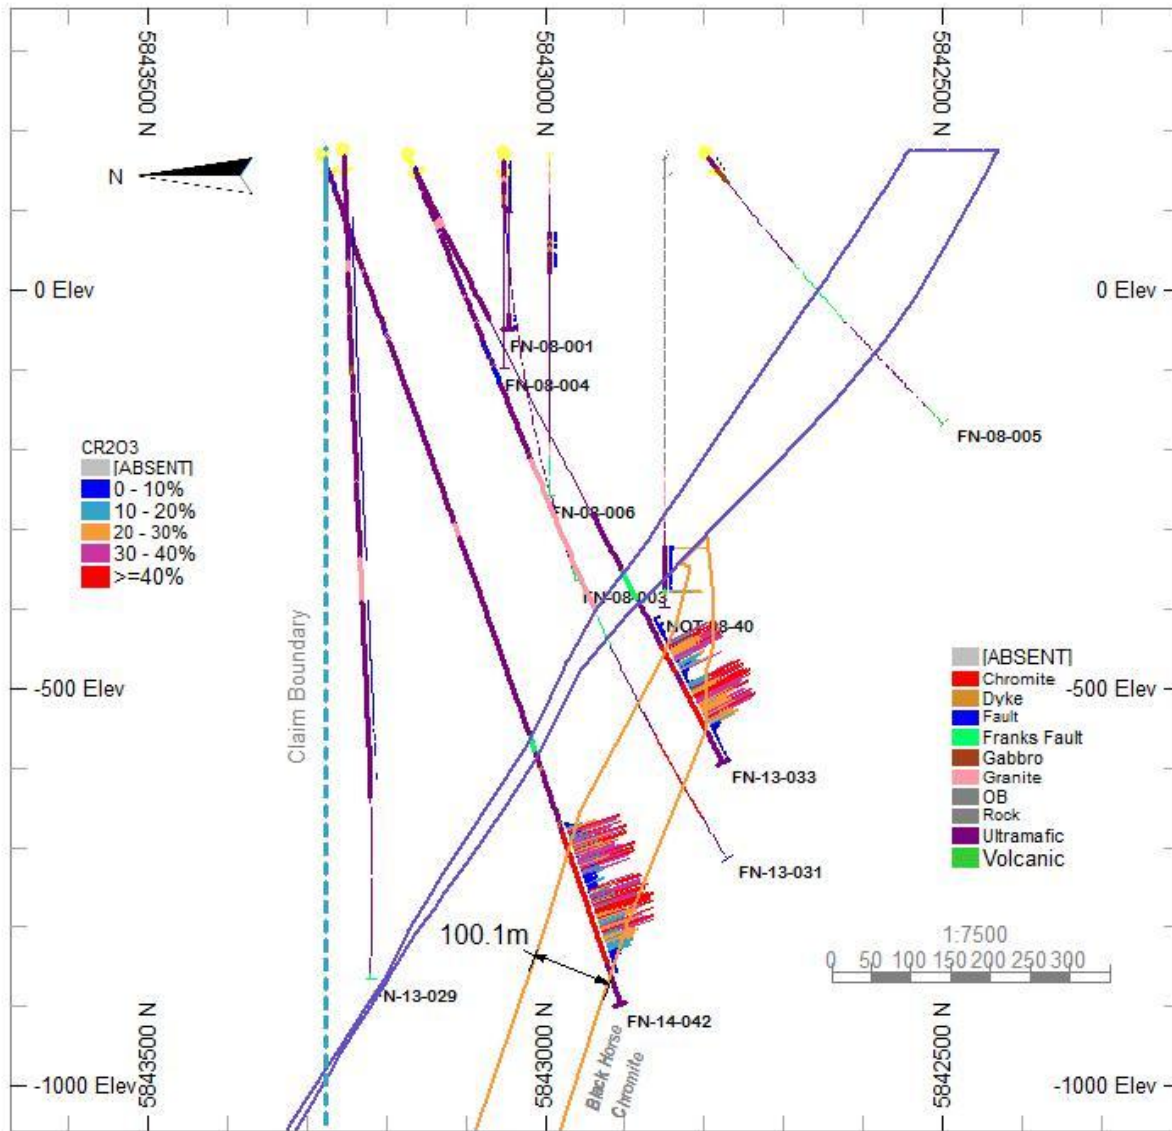 5843500 N
5843000 N
5842500 N
N
0 Elev
0 Elev
FN-08-001
FN-08-004
FN-08-005
CR2O3
[ABSENT]
0 - 10%
10 - 20%
20 - 30%
30 - 40%
>=40%
FN-08-006
FN-08-003
NOT-08-40
Claim Boundary
-500 Elev
-500 Elev
[ABSENT]
Chromite
Dyke
Fault
Franks Fault
Gabbro
Granite
OB
Rock
Ultramafic
Volcanic
FN-13-033
FN-13-031
100.1m
1:7500
0 50 100 150 200 250 300
FN-13-029
FN-14-042
Black Horse
Chromite
-1000 Elev
-1000 Elev
5843500 N
5843000 N
5842500 N